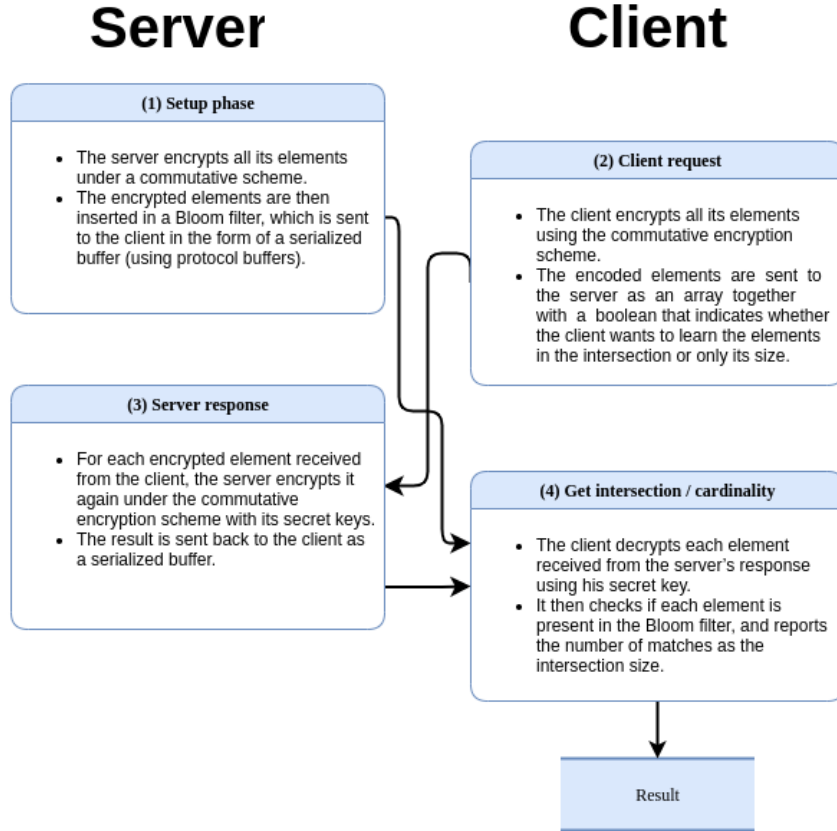 Server
Client
(1) Setup phase
• The server encrypts all its elements
under a commutative scheme.
• The encrypted elements are then
inserted in a Bloom filter, which is sent
to the client in the form of a serialized
buffer (using protocol buffers).
(2) Client request
• The client encrypts all its elements
using the commutative encryption
scheme.
• The encoded elements are sent to
the server as an array together
with a boolean that indicates whether
the client wants to learn the elements
in the intersection or only its size.
(3) Server response
• For each encrypted element received
from the client, the server encrypts it
again under the commutative
encryption scheme with its secret keys.
• The result is sent back to the client as
a serialized buffer.
(4) Get intersection / cardinality
• The client decrypts each element
received from the server’s response
using his secret key.
• It then checks if each element is
present in the Bloom filter, and reports
the number of matches as the
intersection size.
Result